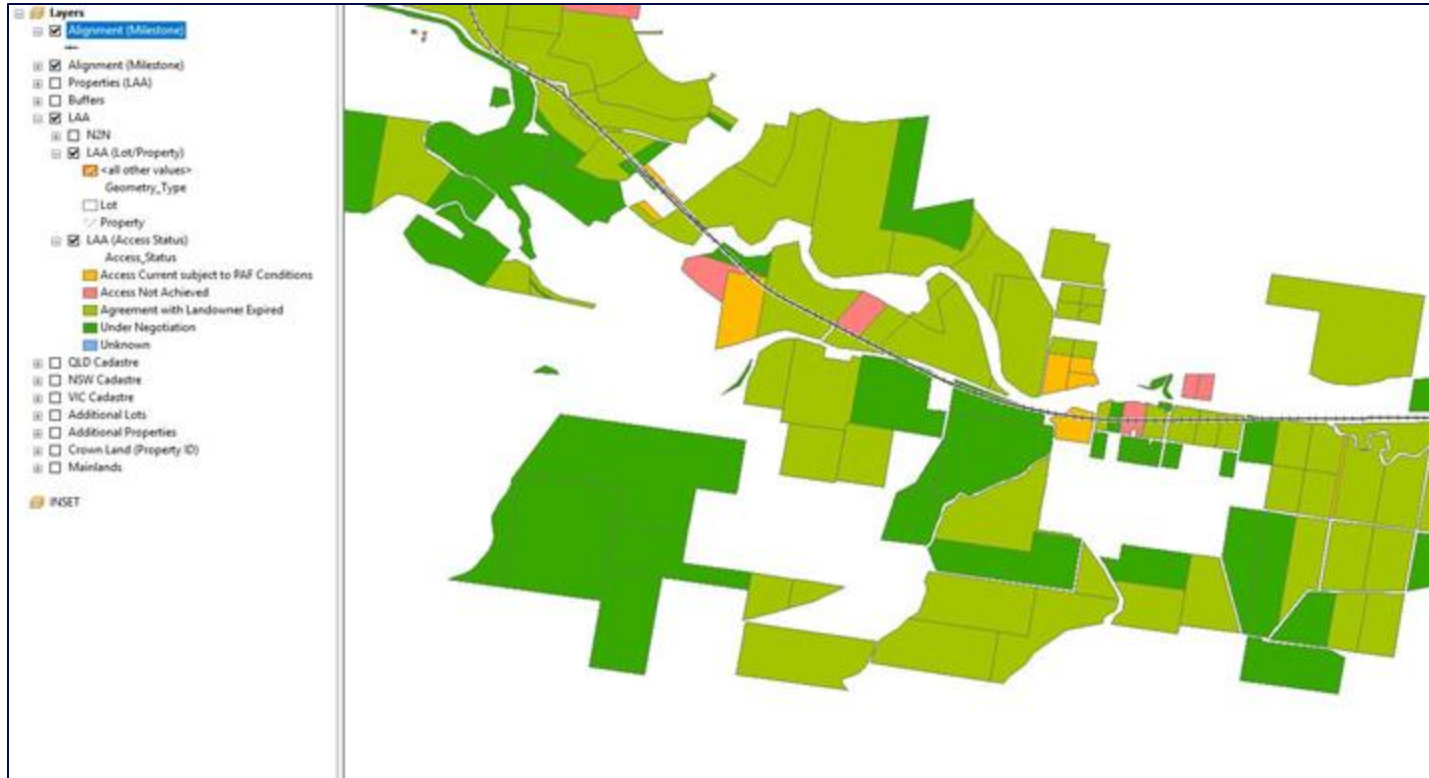 Layers
Alignment (Milestone)
Alignment (Milestone)
Properties (LAA)
Buffers
LAA
N2N
LAA (Lot/Property)
<all other values>
Geometry_Type
Lot
Property
LAA (Access Status)
Access_Status
Access Current subject to PAF Conditions
Access Not Achieved
Agreement with Landowner Expired
Under Negotiation
Unknown
QLD Cadastre
NSW Cadastre
VIC Cadastre
Additional Lots
Additional Properties
Crown Land (Property ID)
Mainlands
INSET